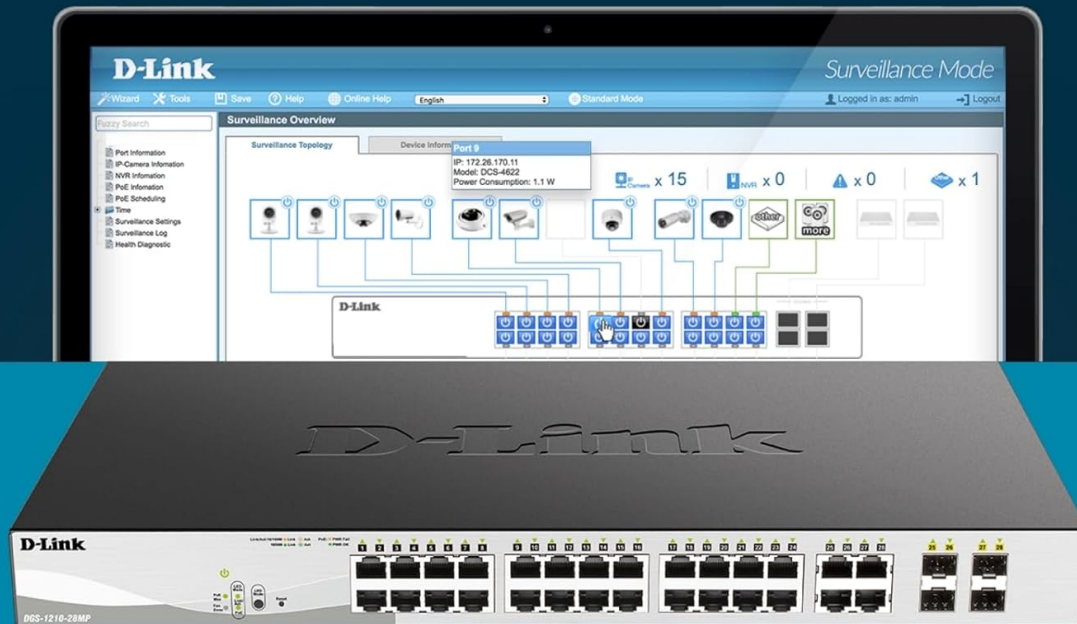 D-Link
Surveillance Mode
Wizard Tools Save Help Online Help English Standard Mode Logged in as: admin Logout
Fuzzy Search
Surveillance Overview
Port Information
IP-Camera Infomation
NVR Infomation
PoE Infomation
PoE Scheduling
Time
Surveillance Settings
Surveillance Log
Health Diagnostic
Surveillance Topology
Device Inform
Port 9
IP: 172.26.170.11
Model: DCS-4622
Power Consumption: 1.1 W
IP Camera x 15
NVR x 0
x 0
x 1
other
more
D-Link
D-Link
D-Link
1 2 3 4 5 6 7 8 9 10 11 12 13 14 15 16 17 18 19 20 21 22 23 24 25 26 27 28 25 26 27 28
Reset
DGS-1210-28MP